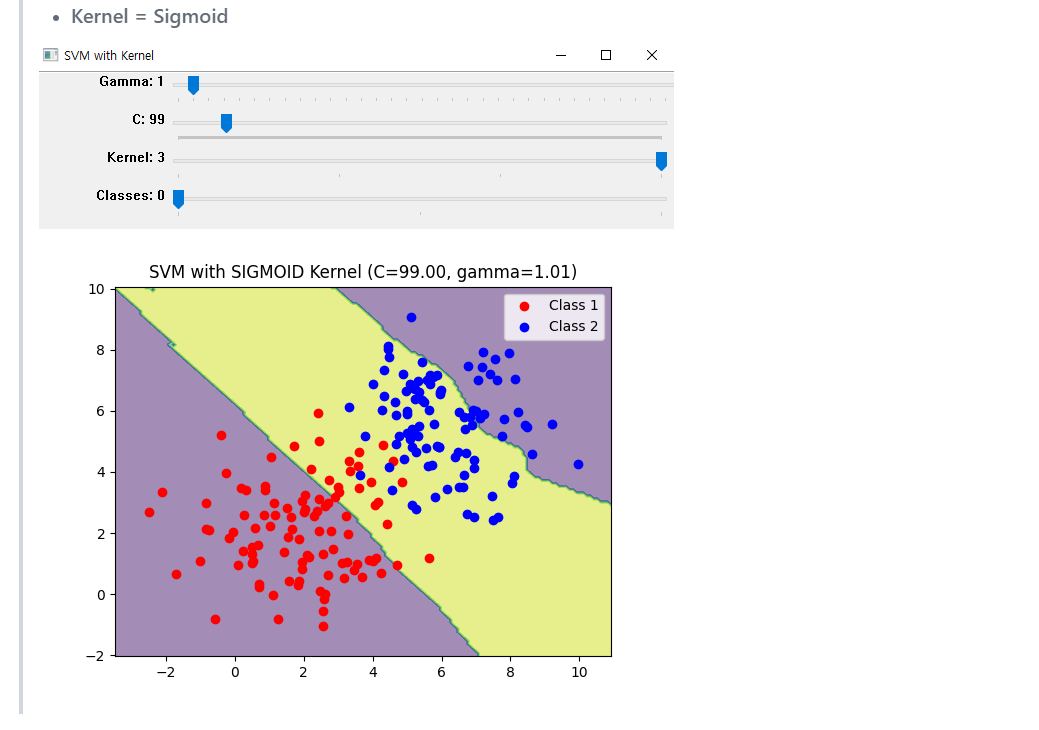 Kernel = Sigmoid
SVM with Kernel
Gamma: 1
C: 99
Kernel: 3
Classes: 0
SVM with SIGMOID Kernel (C=99.00, gamma=1.01)
Class 1
Class 2
10
8
6
4
2
0
−2
−2 0 2 4 6 8 10